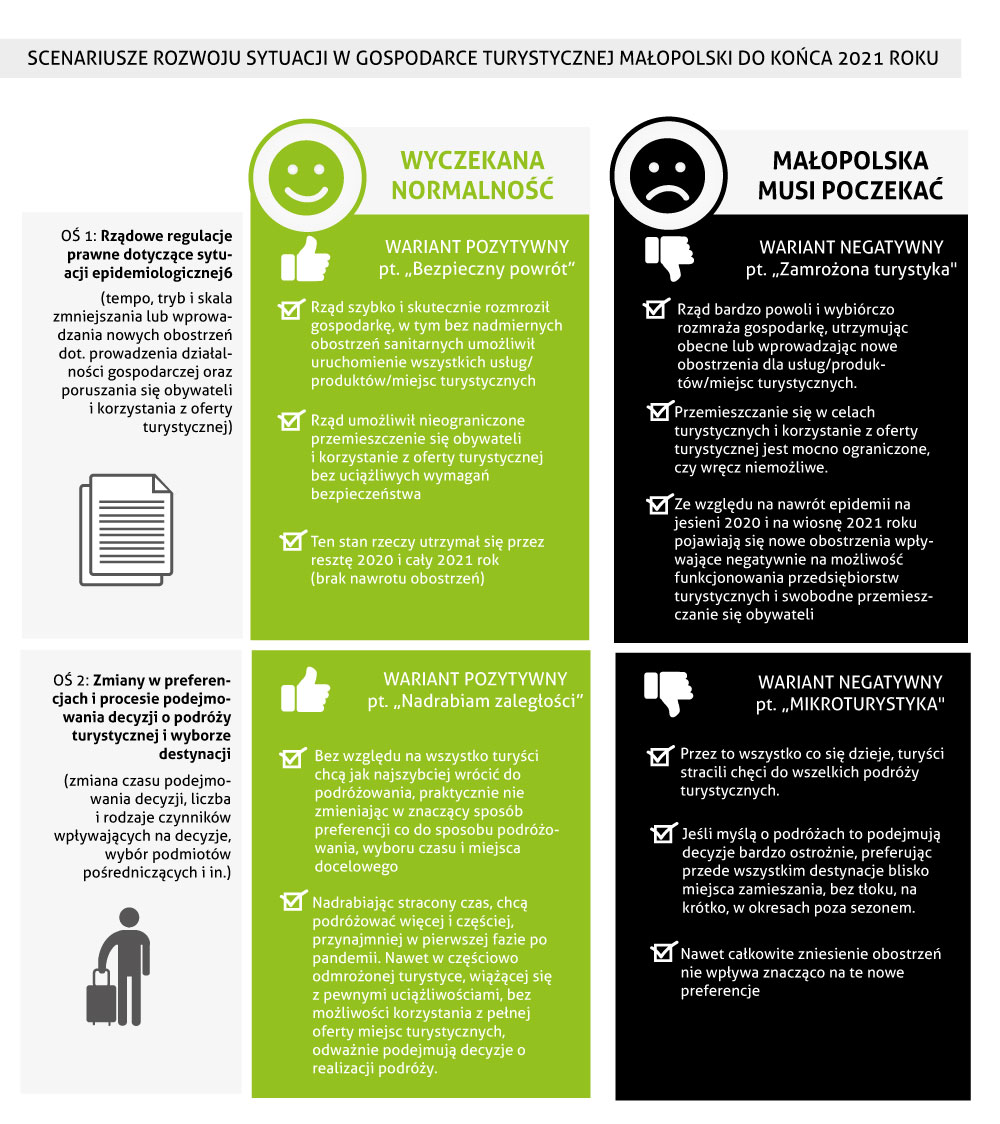 SCENARIUSZE ROZWOJU SYTUACJI W GOSPODARCE TURYSTYCZNEJ MAŁOPOLSKI DO KOŃCA 2021 ROKU
WYCZEKANA
NORMALNOŚĆ
MAŁOPOLSKA
MUSI POCZEKAĆ
OŚ 1: Rządowe regulacje
prawne dotyczące sytu-
acji epidemiologicznej6
(tempo, tryb i skala
zmniejszania lub wprowa-
dzania nowych obostrzeń
dot. prowadzenia działal-
ności gospodarczej oraz
poruszania się obywateli
i korzystania z oferty
turystycznej)
WARIANT POZYTYWNY
pt. „Bezpieczny powrót”
Rząd szybko i skutecznie rozmroził
gospodarkę, w tym bez nadmiernych
obostrzeń sanitarnych umożliwił
uruchomienie wszystkich usług/
produktów/miejsc turystycznych
Rząd umożliwił nieograniczone
przemieszczenie się obywateli
i korzystanie z oferty turystycznej
bez uciążliwych wymagań
bezpieczeństwa
Ten stan rzeczy utrzymał się przez
resztę 2020 i cały 2021 rok
(brak nawrotu obostrzeń)
WARIANT NEGATYWNY
pt. „Zamrożona turystyka"
Rząd bardzo powoli i wybiórczo
rozmraża gospodarkę, utrzymując
obecne lub wprowadzając nowe
obostrzenia dla usług/produk-
tów/miejsc turystycznych.
Przemieszczanie się w celach
turystycznych i korzystanie z oferty
turystycznej jest mocno ograniczone,
czy wręcz niemożliwe.
Ze względu na nawrót epidemii na
jesieni 2020 i na wiosnę 2021 roku
pojawiają się nowe obostrzenia wpły-
wające negatywnie na możliwość
funkcjonowania przedsiębiorstw
turystycznych i swobodne przemiesz-
czanie się obywateli
OŚ 2: Zmiany w preferen-
cjach i procesie podejmo-
wania decyzji o podróży
turystycznej i wyborze
destynacji
(zmiana czasu podejmo-
wania decyzji, liczba
i rodzaje czynników
wpływających na decyzje,
wybór podmiotów
pośredniczących i in.)
WARIANT POZYTYWNY
pt. „Nadrabiam zaległości”
Bez względu na wszystko turyści
chcą jak najszybciej wrócić do
podróżowania, praktycznie nie
zmieniając w znaczący sposób
preferencji co do sposobu podróżo-
wania, wyboru czasu i miejsca
docelowego
Nadrabiając stracony czas, chcą
podróżować więcej i częściej,
przynajmniej w pierwszej fazie po
pandemii. Nawet w częściowo
odmrożonej turystyce, wiążącej się
z pewnymi uciążliwościami, bez
możliwości korzystania z pełnej
oferty miejsc turystycznych,
odważnie podejmują decyzje o
realizacji podróży.
WARIANT NEGATYWNY
pt. „MIKROTURYSTYKA"
Przez to wszystko co się dzieje, turyści
stracili chęci do wszelkich podróży
turystycznych.
Jeśli myślą o podróżach to podejmują
decyzje bardzo ostrożnie, preferując
przede wszystkim destynacje blisko
miejsca zamieszania, bez tłoku, na
krótko, w okresach poza sezonem.
Nawet całkowite zniesienie obostrzeń
nie wpływa znacząco na te nowe
preferencje